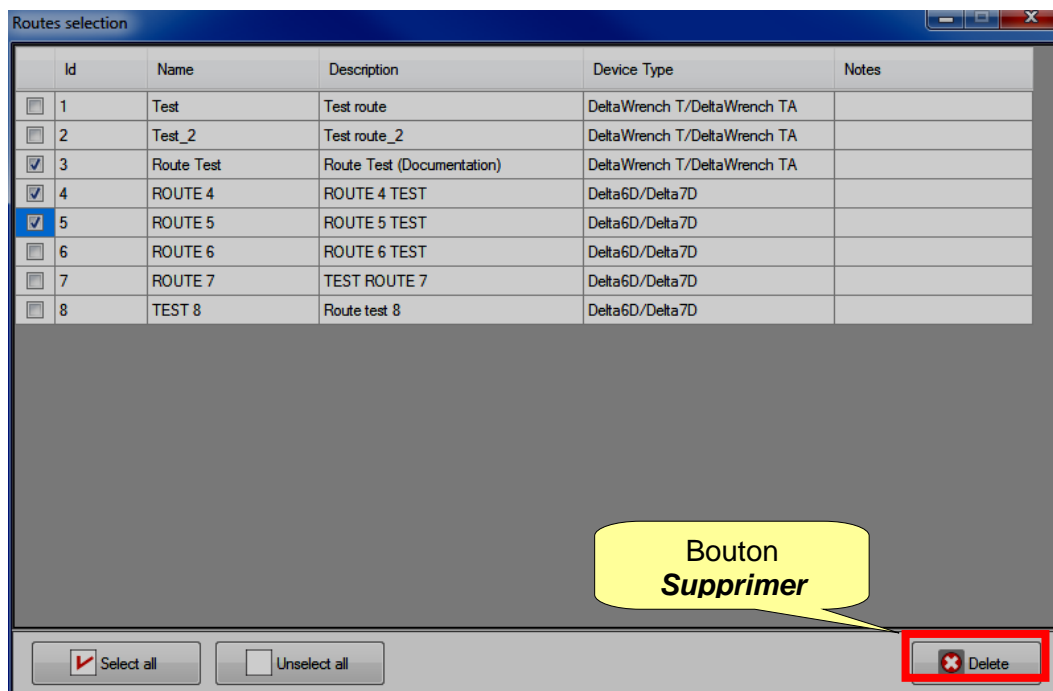 Routes selection
Id Name Description Device Type Notes
1 Test Test route DeltaWrench T/DeltaWrench TA
2 Test_2 Test route_2 DeltaWrench T/DeltaWrench TA
3 Route Test Route Test (Documentation) DeltaWrench T/DeltaWrench TA
4 ROUTE 4 ROUTE 4 TEST Delta6D/Delta7D
5 ROUTE 5 ROUTE 5 TEST Delta6D/Delta7D
6 ROUTE 6 ROUTE 6 TEST Delta6D/Delta7D
7 ROUTE 7 TEST ROUTE 7 Delta6D/Delta7D
8 TEST 8 Route test 8 Delta6D/Delta7D
Bouton
Supprimer
Select all Unselect all Delete